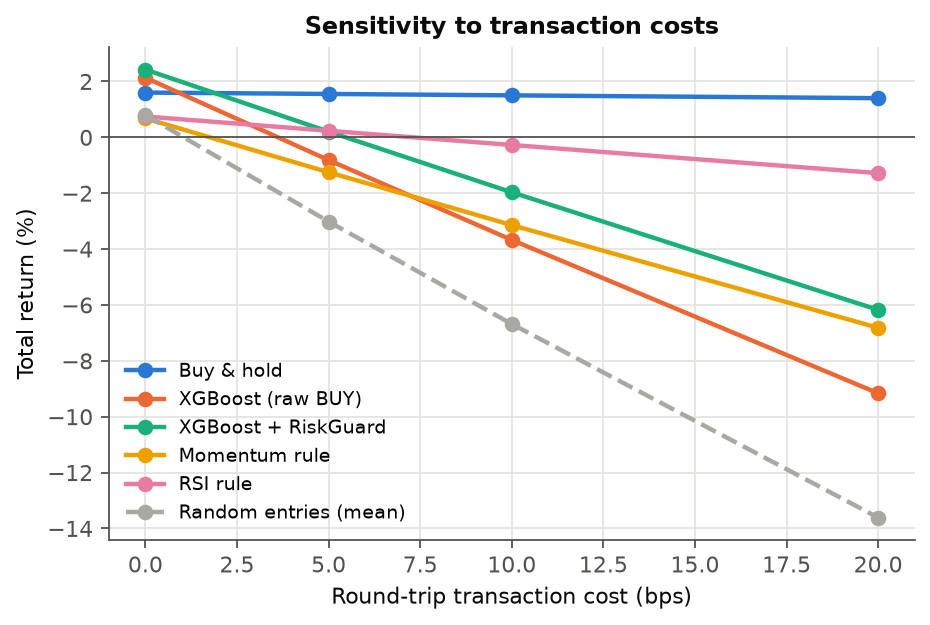 Sensitivity to transaction costs
Total return (%)
2
0
−2
−4
−6
−8
−10
−12
−14
Buy & hold
XGBoost (raw BUY)
XGBoost + RiskGuard
Momentum rule
RSI rule
Random entries (mean)
0.0 2.5 5.0 7.5 10.0 12.5 15.0 17.5 20.0
Round-trip transaction cost (bps)